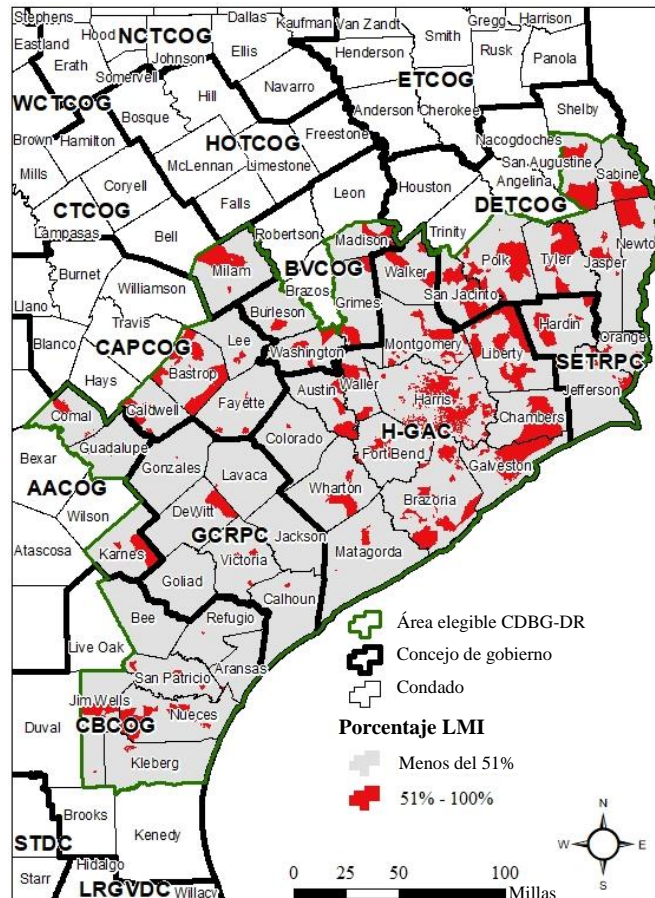 Stephens
Hood
NCTCOG
Dallas
Kaufman
Van Zandt
Smith
Gregg
Harrison
Eastland
Erath
Johnson
Ellis
Henderson
Rusk
Panola
Somervell
Navarro
ETCOG
WCTCOG
Hill
Bosque
Anderson
Cherokee
Shelby
Brown
Hamilton
HOTCOG
Freestone
Nacogdoches
McLennan
Limestone
San Augustine
Mills
Coryell
Leon
Houston
Angelina
Sabine
CTCOG
Falls
DETCOG
Lampasas
Bell
Robertson
Madison
Trinity
Newton
Burnet
Milam
BVCOG
Walker
Polk
Tyler
Jasper
Williamson
Brazos
Grimes
San Jacinto
Llano
Burleson
Travis
Hardin
Blanco
CAPCOG
Lee
Washington
Montgomery
Liberty
Orange
Hays
Bastrop
SETRPC
Austin
Waller
Harris
Jefferson
Comal
Caldwell
Fayette
Chambers
Guadalupe
Colorado
H-GAC
Bexar
Gonzales
Fort Bend
Galveston
AACOG
Lavaca
Wharton
Wilson
DeWitt
Brazoria
GCRPC
Jackson
Atascosa
Karnes
Victoria
Matagorda
Goliad
Calhoun
Bee
Refugio
Live Oak
Aransas
San Patricio
Jim Wells
Nueces
Duval
CBCOG
Kleberg
Brooks
Kenedy
STDC
Hidalgo
Starr
LRGVDC
Willacy
Área elegible CDBG-DR
Concejo de gobierno
Condado
Porcentaje LMI
Menos del 51%
51% - 100%
N
W
E
S
0 25 50 100
Millas